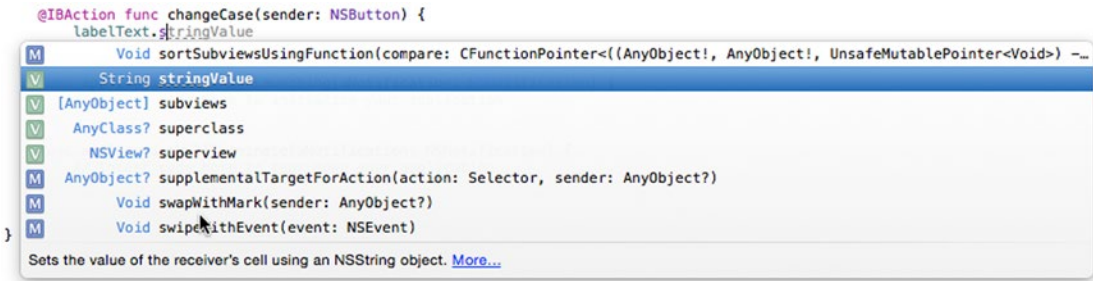 @IBAction func changeCase(sender: NSButton) {
labelText.stringValue
M Void sortSubviewsUsingFunction(compare: CFunctionPointer<((AnyObject!, AnyObject!, UnsafeMutablePointer<Void>) -…
V String stringValue
V [AnyObject] subviews
V AnyClass? superclass
V NSView? superview
M AnyObject? supplementalTargetForAction(action: Selector, sender: AnyObject?)
M Void swapWithMark(sender: AnyObject?)
M Void swipeWithEvent(event: NSEvent)
}
Sets the value of the receiver's cell using an NSString object. More...